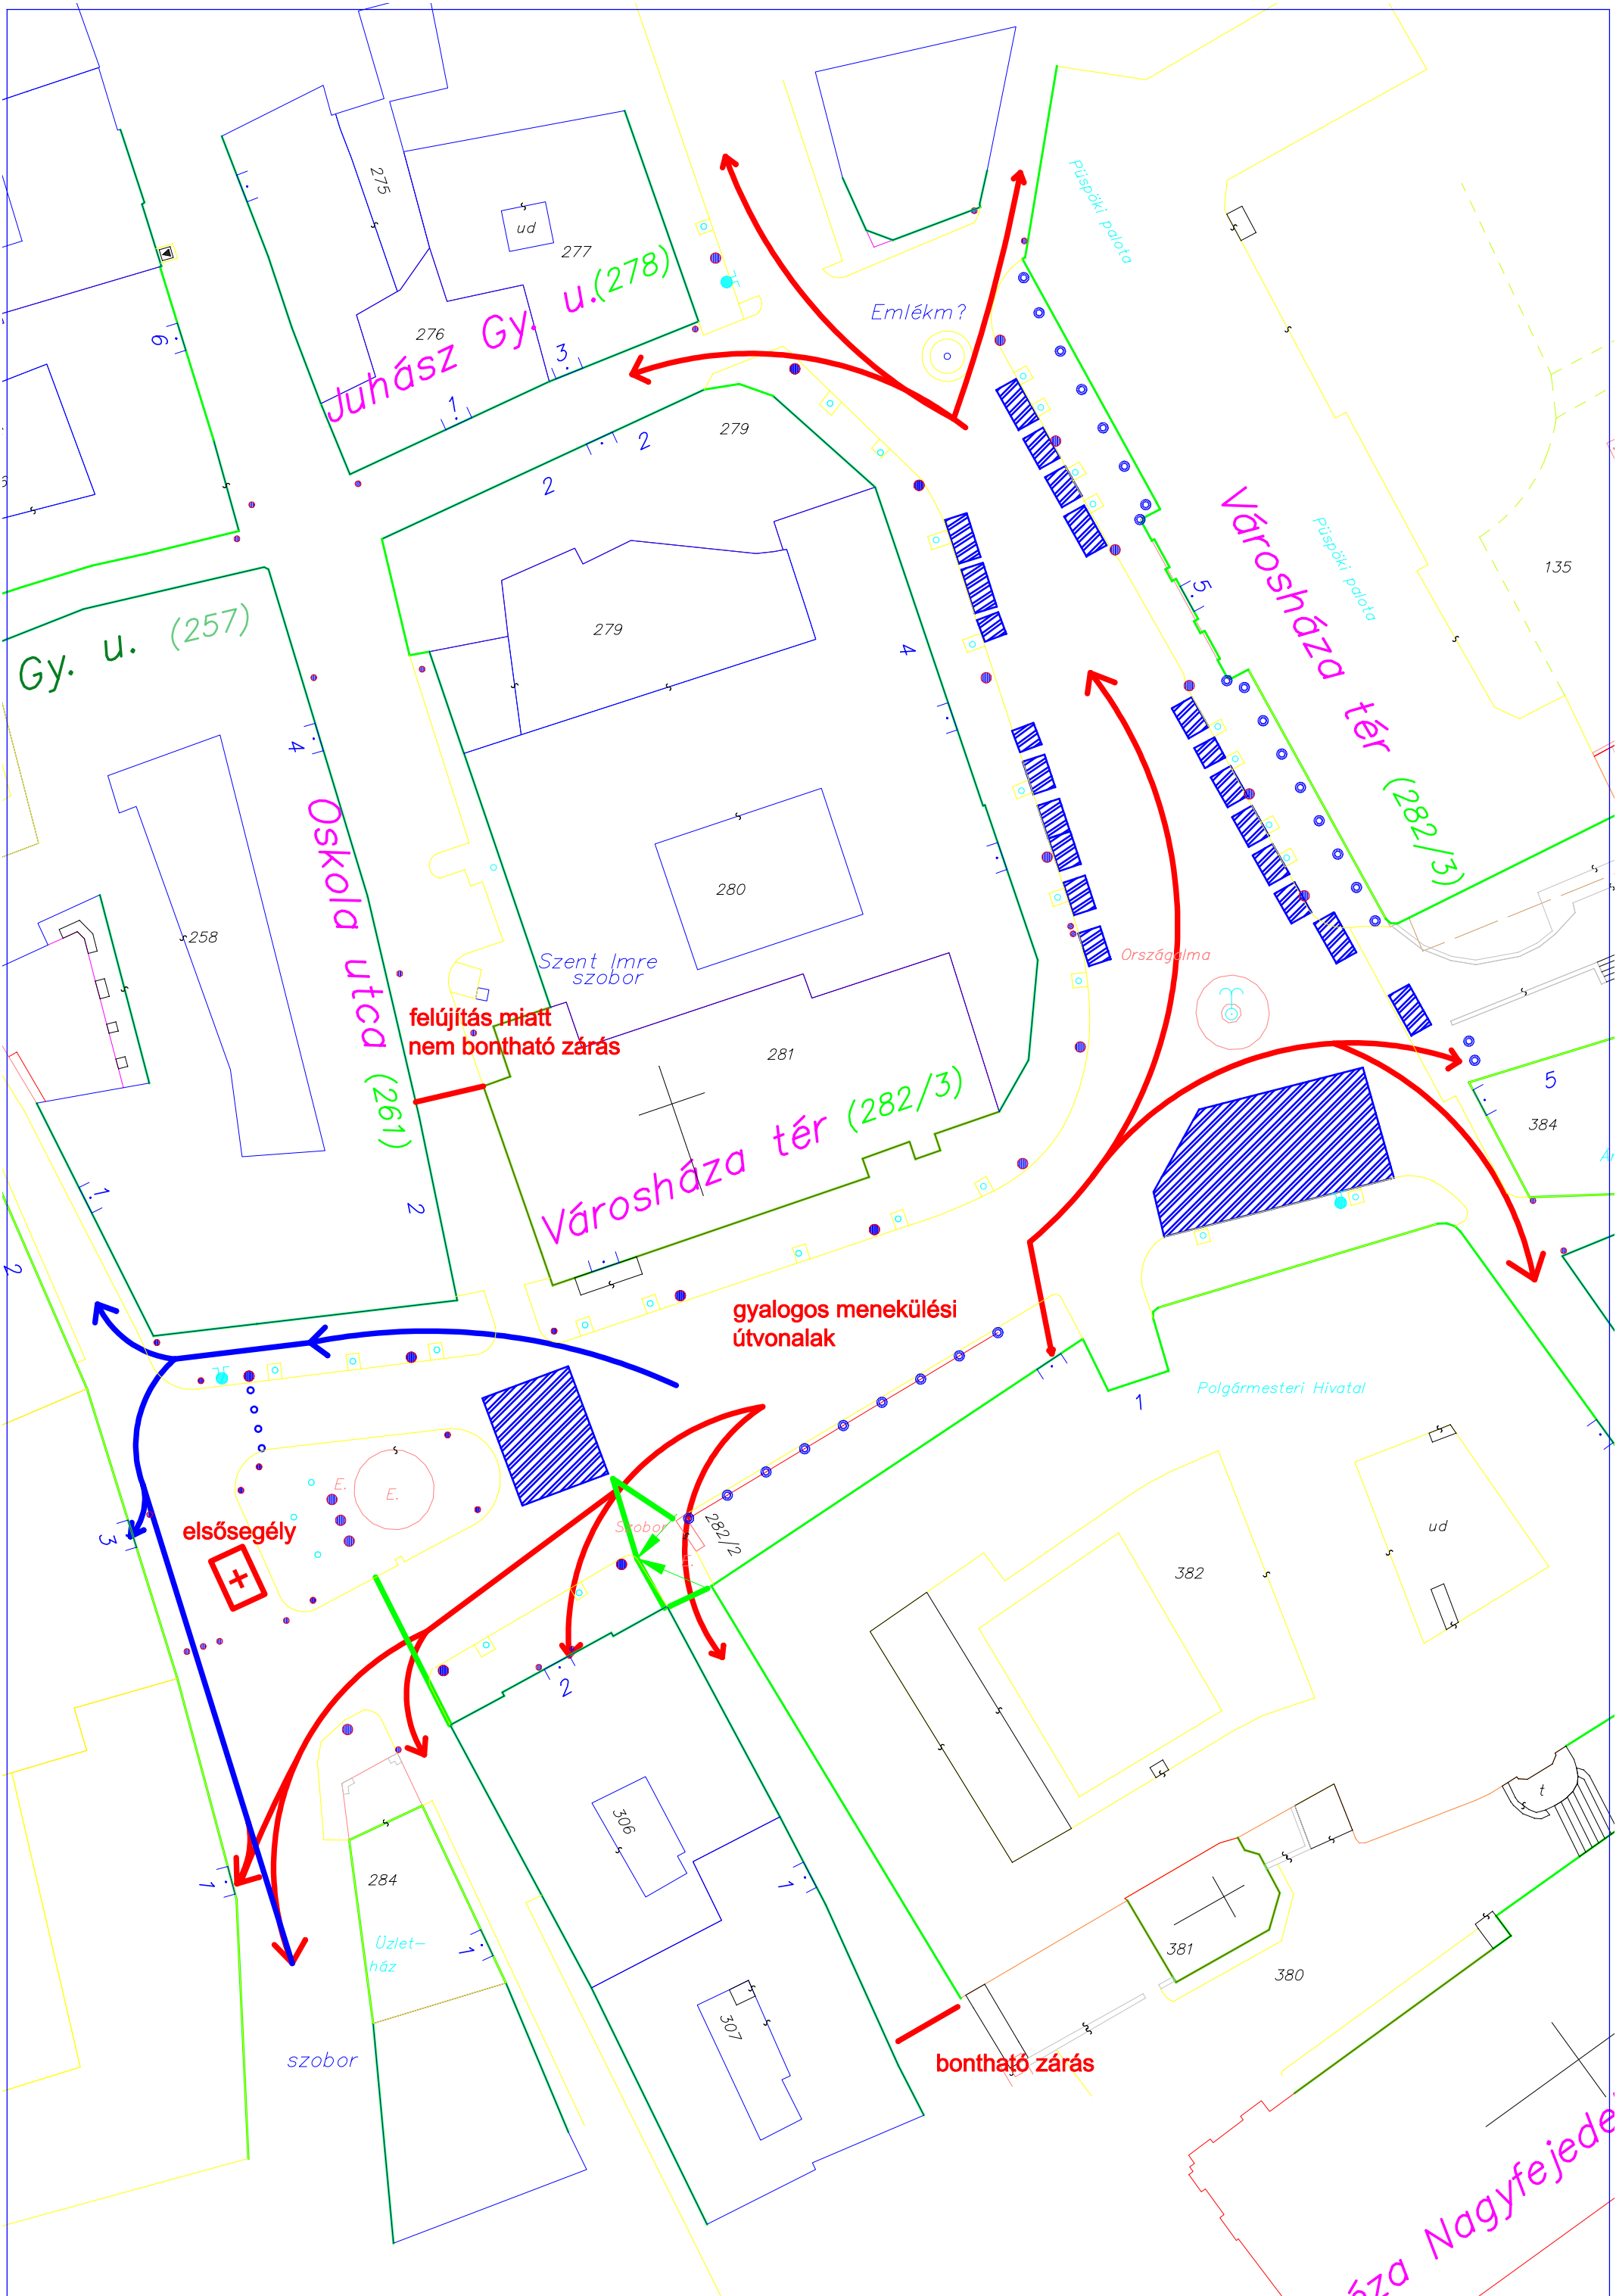 275
ud
277
Juhász Gy. u. (278)
276
3
1
6
2
2
279
Emlékm?
Püspöki palota
Városháza tér (282/3)
Püspöki palota
135
5
Gy. u. (257)
279
4
4
Oskola utca (261)
258
280
Szent Imre
szobor
felújítás miatt
nem bontható zárás
281
Országalma
Városháza tér (282/3)
5
384
1
2
2
gyalogos menekülési
útvonalak
Polgármesteri Hivatal
1
E.
E.
3
elsősegély
Szobor
282/2
E.
382
ud
2
306
1
t
284
1
1
Üzlet-
ház
381
380
307
szobor
bontható zárás
Nagyfejede